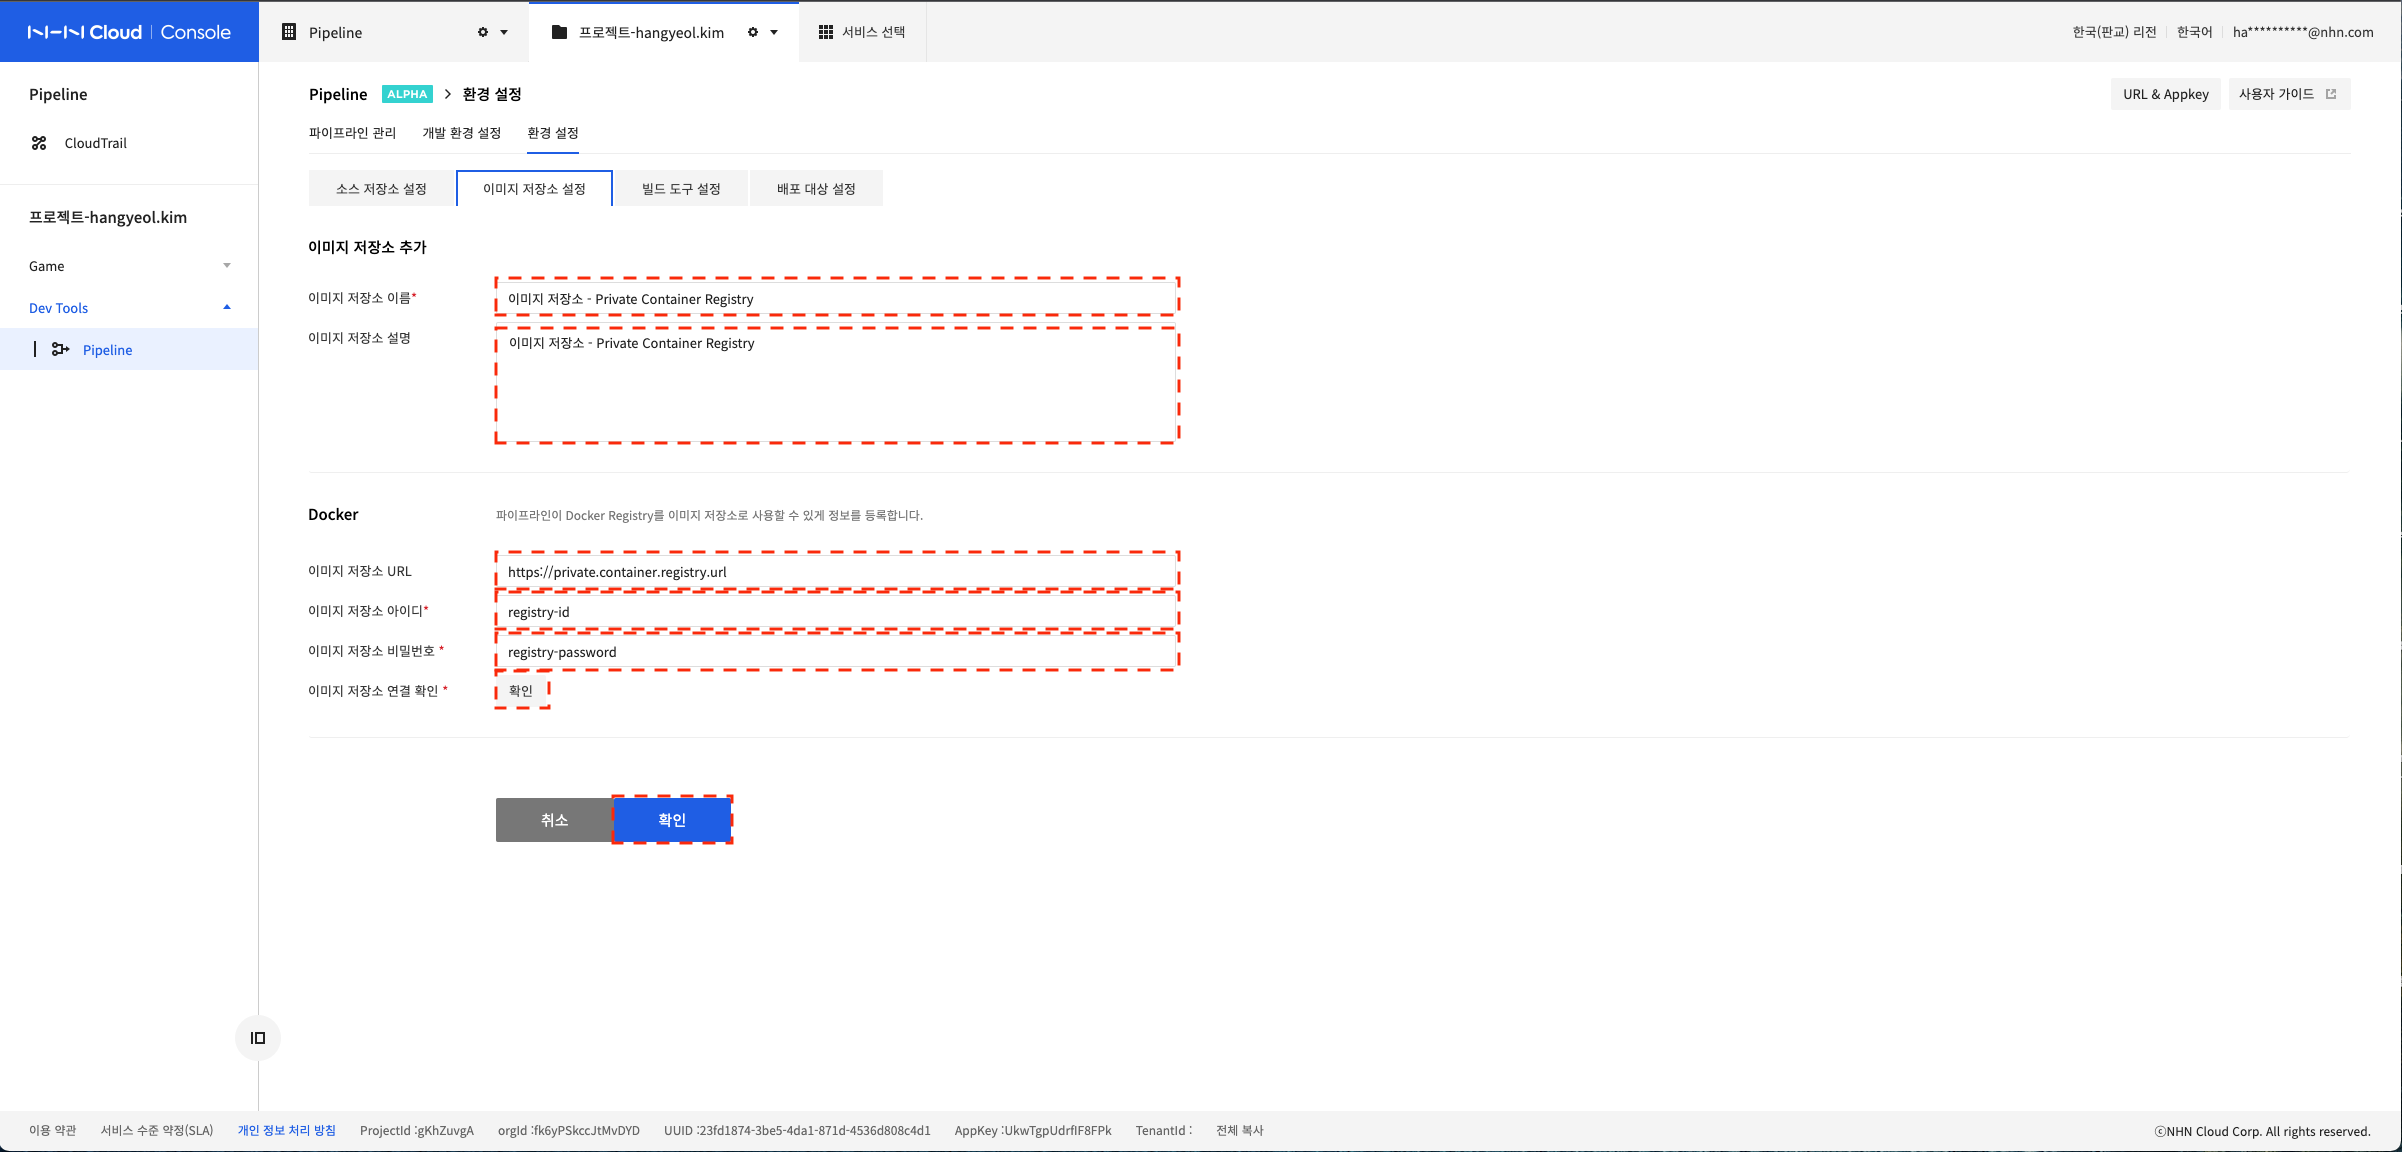 NHN Cloud | Console
Pipeline
프로젝트-hangyeol.kim
서비스 선택
한국(판교) 리전
한국어
ha**********@nhn.com
Pipeline
CloudTrail
프로젝트-hangyeol.kim
Game
Dev Tools
Pipeline
Pipeline ALPHA > 환경 설정
URL & Appkey
사용자 가이드
파이프라인 관리
개발 환경 설정
환경 설정
소스 저장소 설정
이미지 저장소 설정
빌드 도구 설정
배포 대상 설정
이미지 저장소 추가
이미지 저장소 이름*
이미지 저장소 - Private Container Registry
이미지 저장소 설명
이미지 저장소 - Private Container Registry
Docker
파이프라인이 Docker Registry를 이미지 저장소로 사용할 수 있게 정보를 등록합니다.
이미지 저장소 URL
https://private.container.registry.url
이미지 저장소 아이디*
registry-id
이미지 저장소 비밀번호 *
registry-password
이미지 저장소 연결 확인 *
확인
취소
확인
이용 약관
서비스 수준 약정(SLA)
개인 정보 처리 방침
ProjectId :gKhZuvgA
orgId :fk6yPSkccJtMvDYD
UUID :23fd1874-3be5-4da1-871d-4536d808c4d1
AppKey :UkwTgpUdrfIF8FPk
TenantId :
전체 복사
ⓒNHN Cloud Corp. All rights reserved.